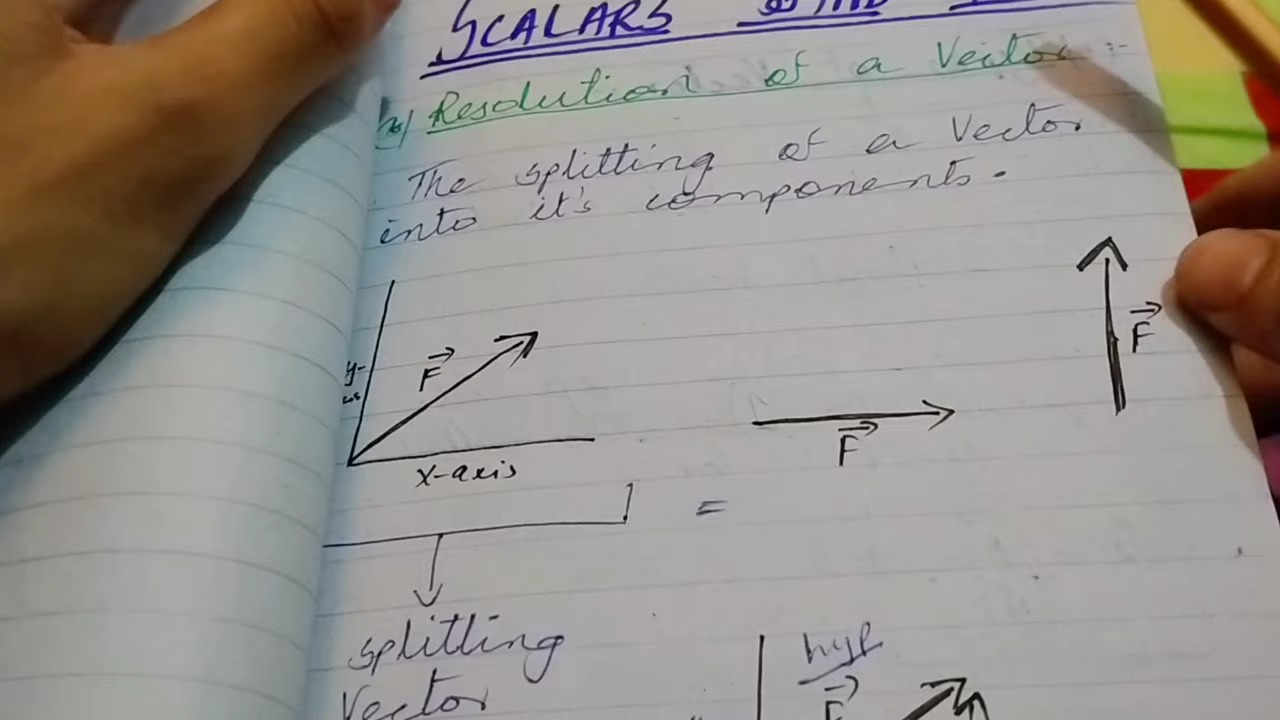 SCALARS
Resolution of a Vector :-
The splitting of a Vector
into it's components.
F
F
y-
F
X-axis
=
splitting
Vector
hyp
F